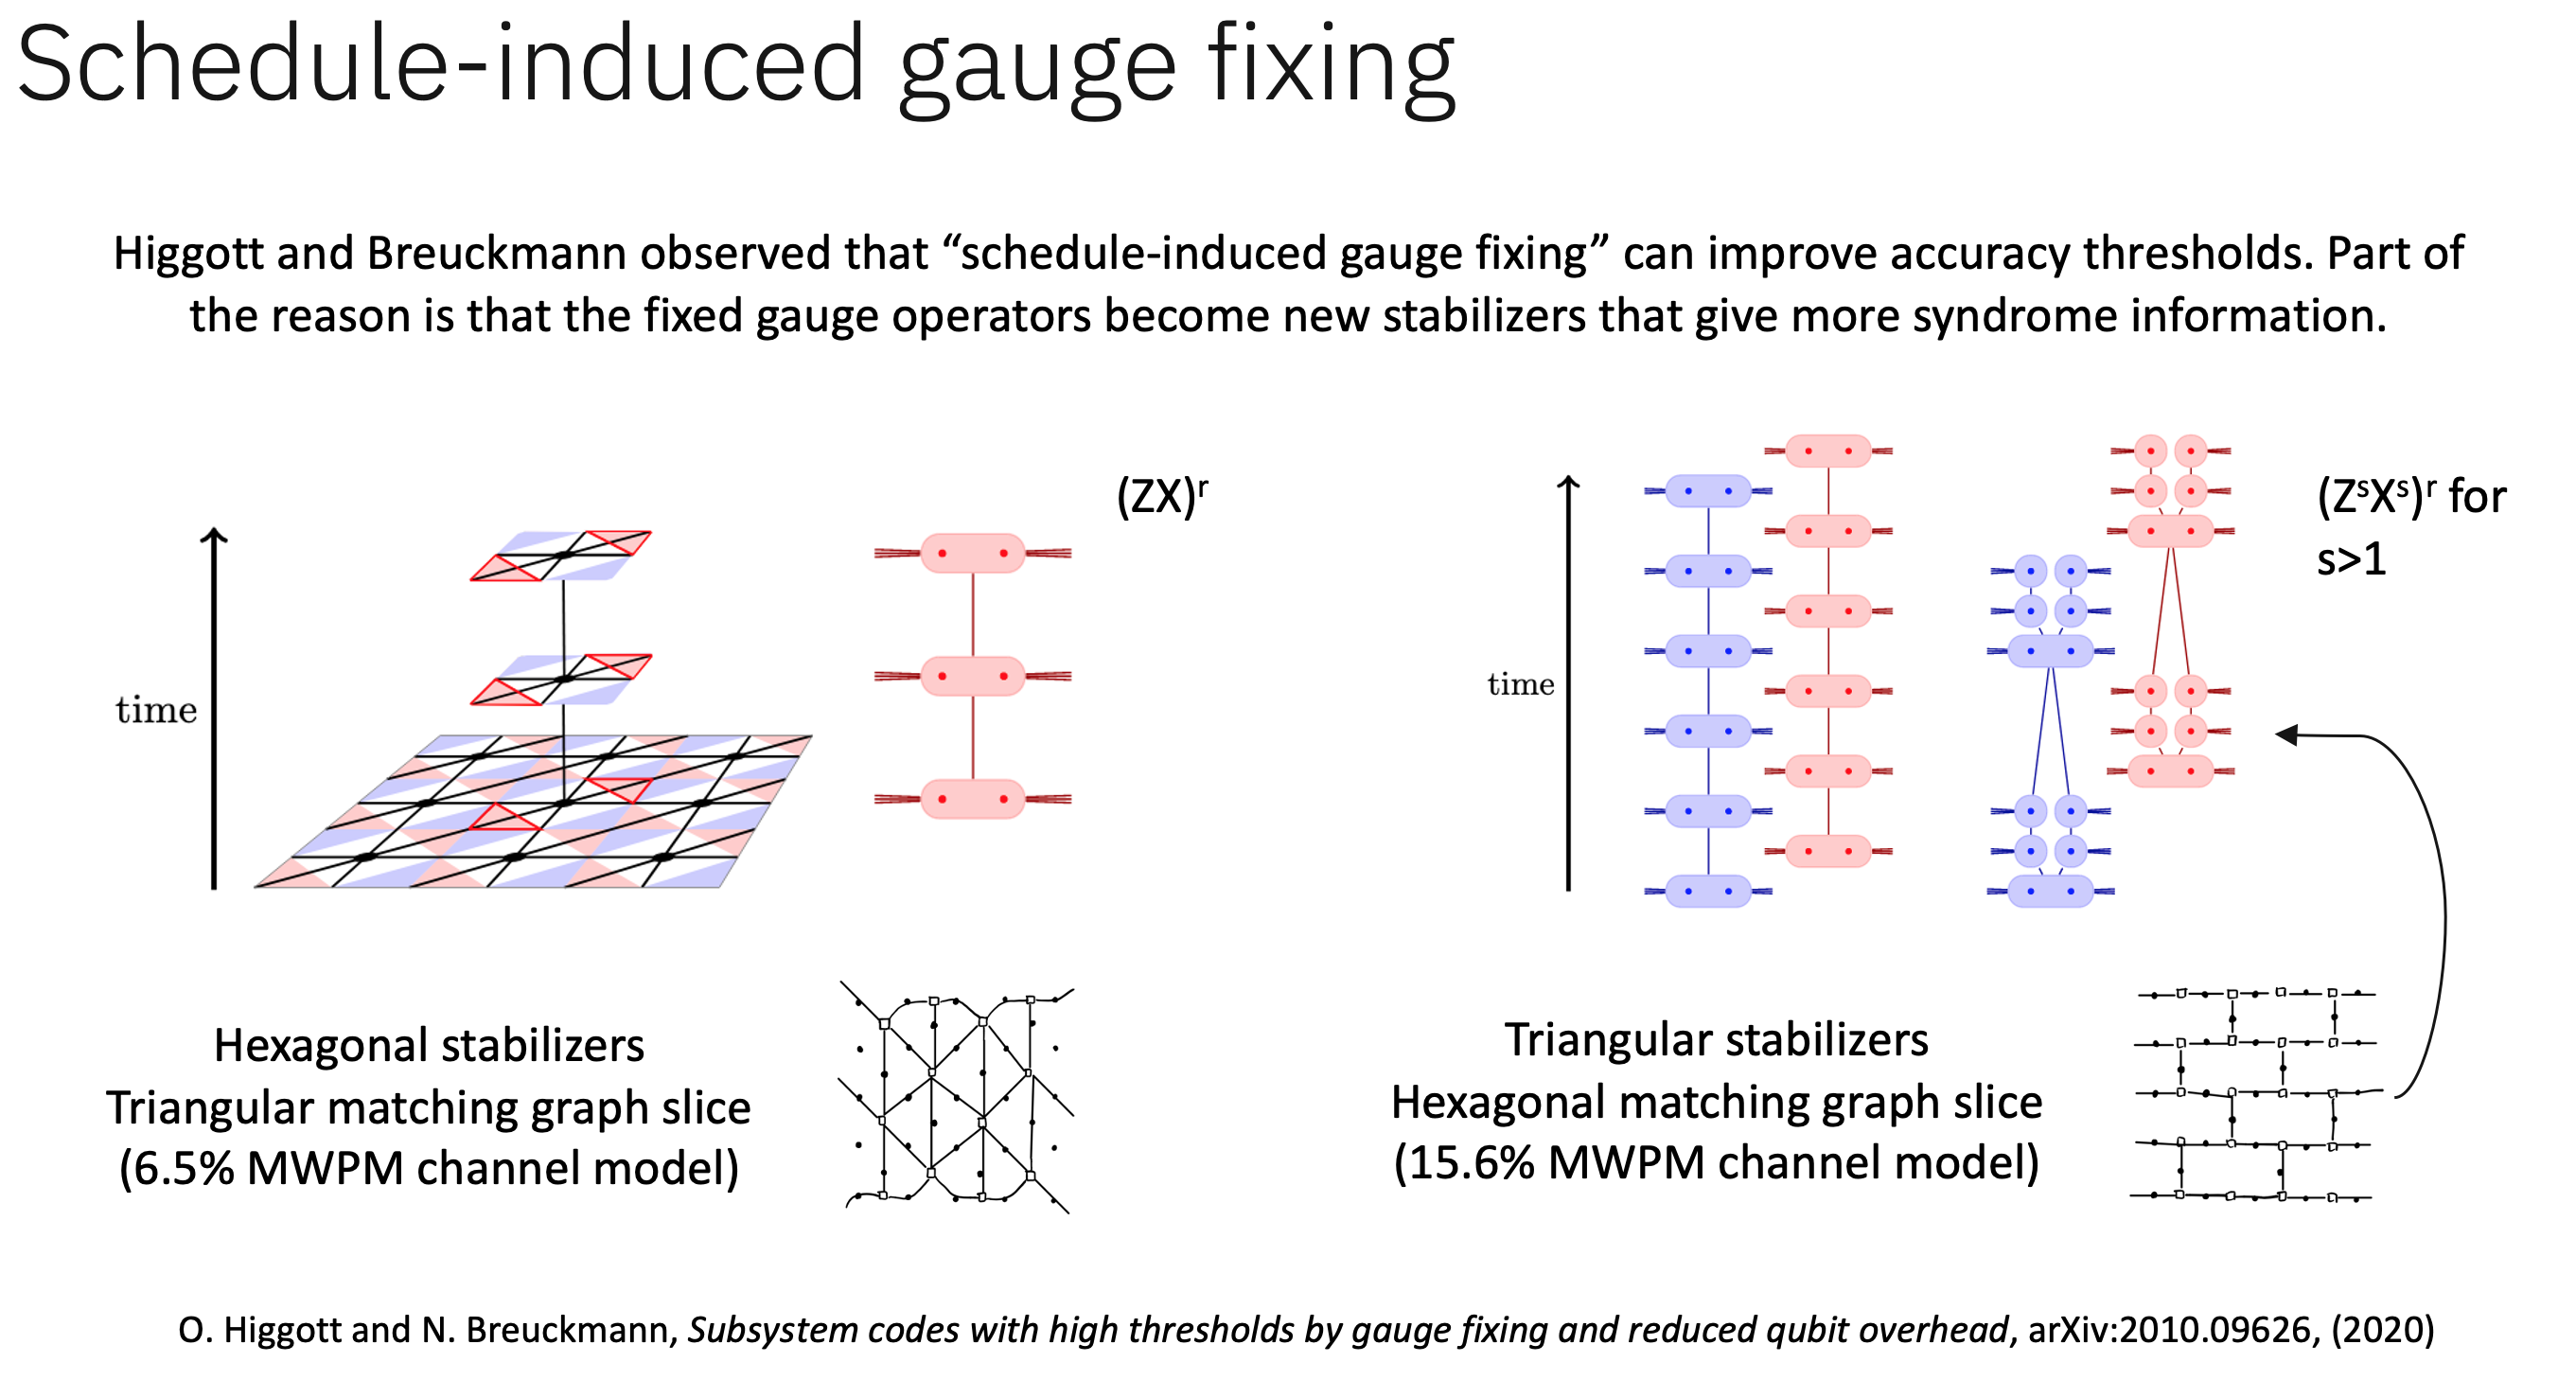 Schedule-induced gauge fixing
Higgott and Breuckmann observed that “schedule-induced gauge fixing” can improve accuracy thresholds. Part of
the reason is that the fixed gauge operators become new stabilizers that give more syndrome information.
time
(ZX)ʳ
time
(ZˢXˢ)ʳ for
s>1
Hexagonal stabilizers
Triangular matching graph slice
(6.5% MWPM channel model)
Triangular stabilizers
Hexagonal matching graph slice
(15.6% MWPM channel model)
O. Higgott and N. Breuckmann, Subsystem codes with high thresholds by gauge fixing and reduced qubit overhead, arXiv:2010.09626, (2020)